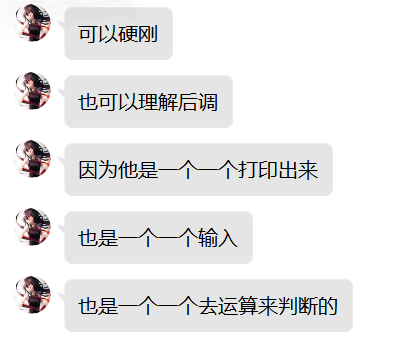 可以硬刚
也可以理解后调
因为他是一个一个打印出来
也是一个一个输入
也是一个一个去运算来判断的